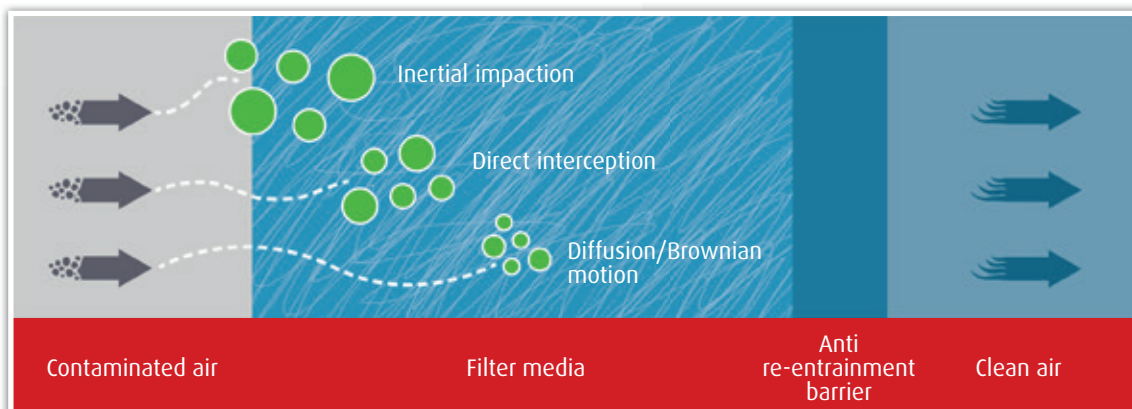 Inertial impaction
Direct interception
Diffusion/Brownian
motion
Contaminated air
Filter media
Anti
re-entrainment
barrier
Clean air